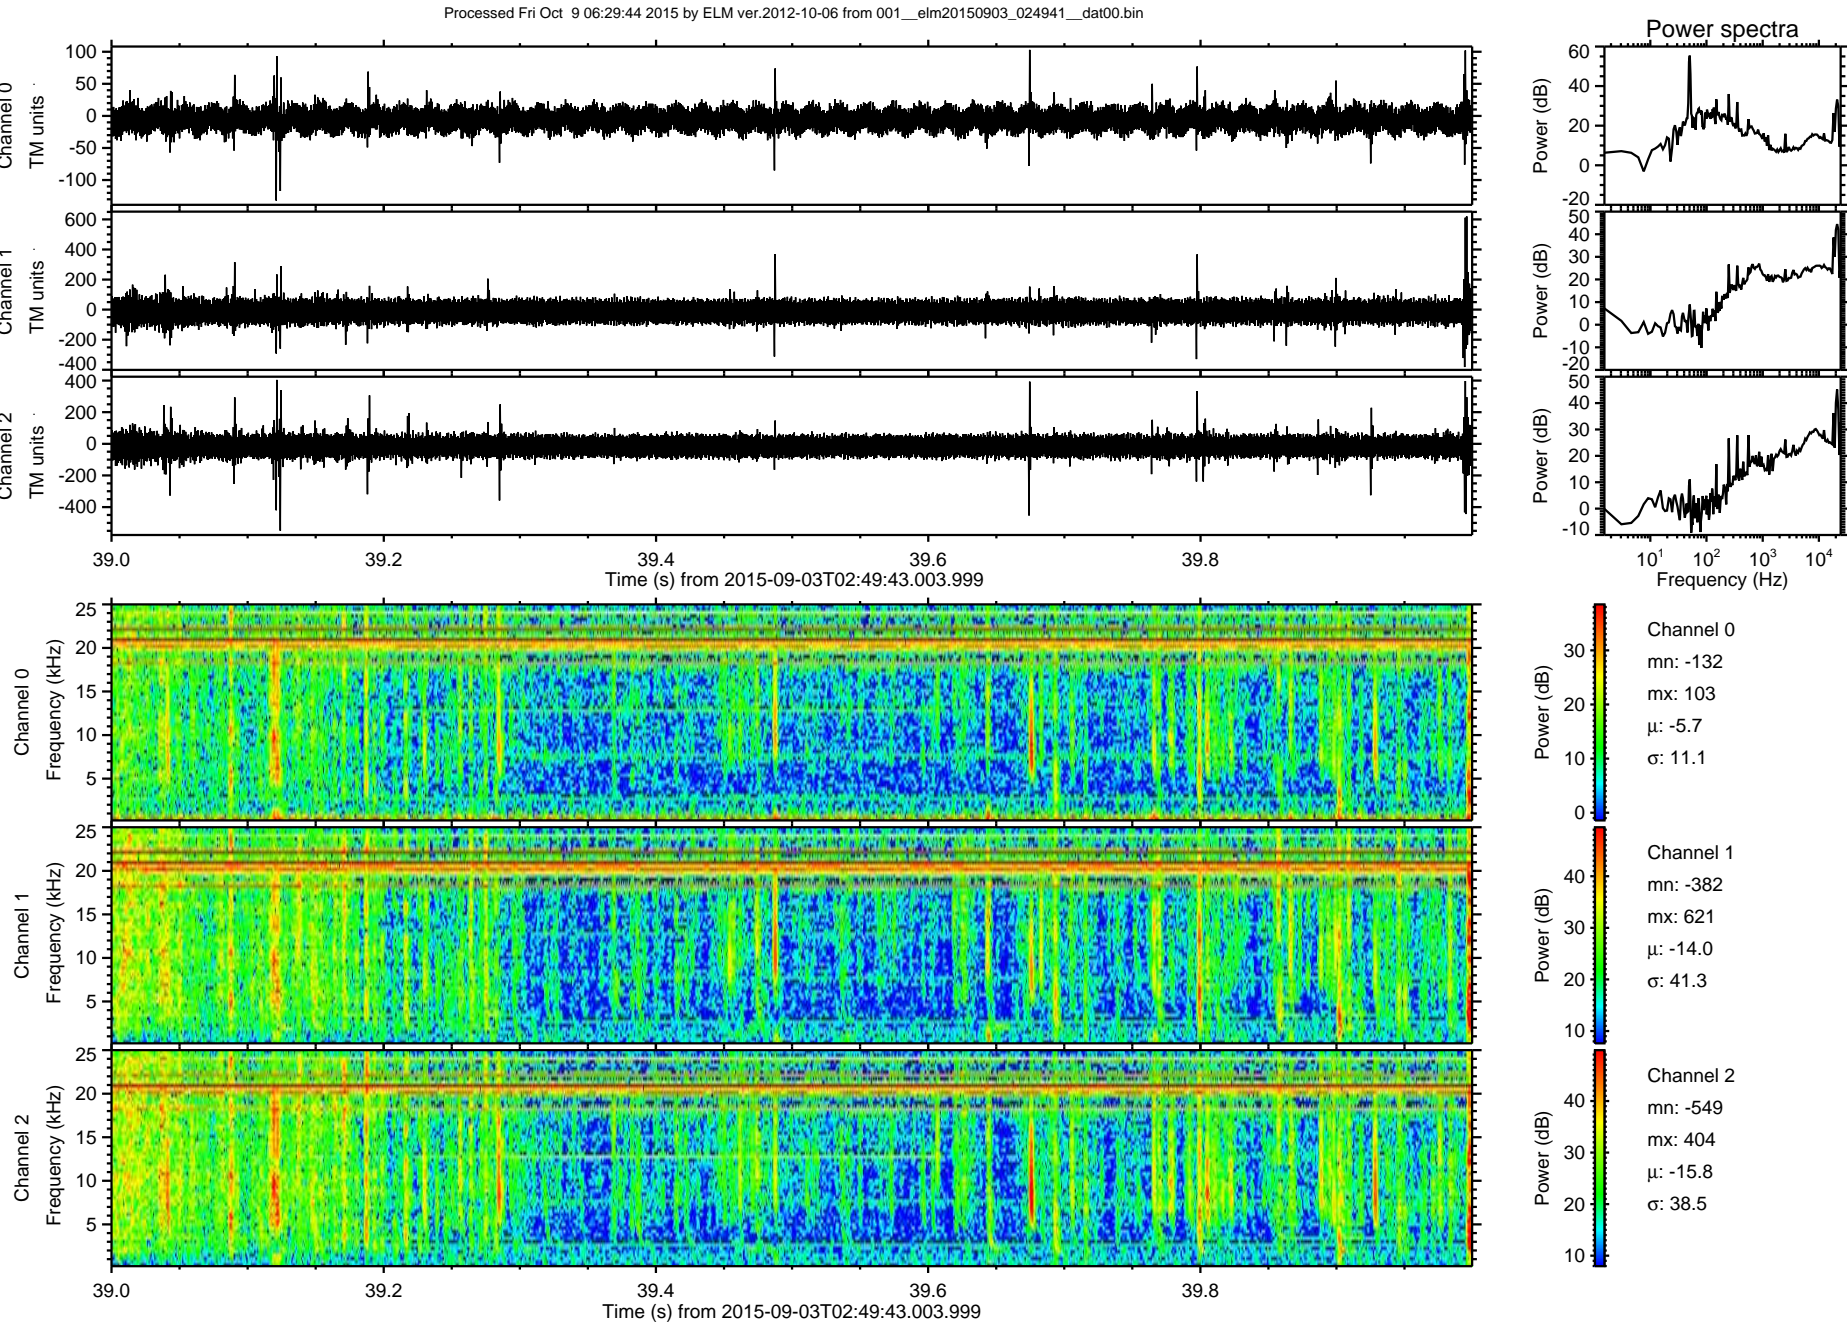 Processed Fri Oct  9 06:29:44 2015 by ELM ver.2012-10-06 from 001__elm20150903_024941__dat00.bin
Power spectra
Channel 0
TM units
100
50
0
-50
-100
Power (dB)
60
40
20
0
-20
Channel 1
TM units
600
400
200
0
-200
-400
Power (dB)
50
40
30
20
10
0
-10
-20
Channel 2
TM units
400
200
0
-200
-400
Power (dB)
50
40
30
20
10
0
-10
39.0 39.2 39.4 39.6 39.8
Time (s) from 2015-09-03T02:49:43.003.999
10^1 10^2 10^3 10^4
Frequency (Hz)
Channel 0
Frequency (kHz)
25
20
15
10
5
Power (dB)
30
20
10
0
Channel 0
mn: -132
mx: 103
μ: -5.7
σ: 11.1
Channel 1
Frequency (kHz)
25
20
15
10
5
Power (dB)
40
30
20
10
Channel 1
mn: -382
mx: 621
μ: -14.0
σ: 41.3
Channel 2
Frequency (kHz)
25
20
15
10
5
Power (dB)
40
30
20
10
Channel 2
mn: -549
mx: 404
μ: -15.8
σ: 38.5
39.0 39.2 39.4 39.6 39.8
Time (s) from 2015-09-03T02:49:43.003.999